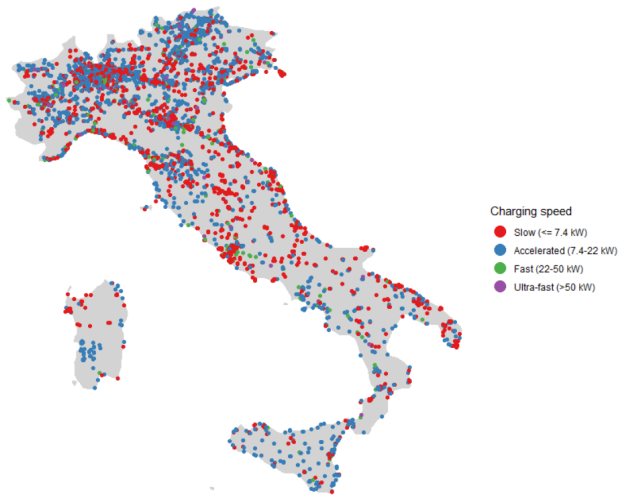 Charging speed
Slow (<= 7.4 kW)
Accelerated (7.4-22 kW)
Fast (22-50 kW)
Ultra-fast (>50 kW)